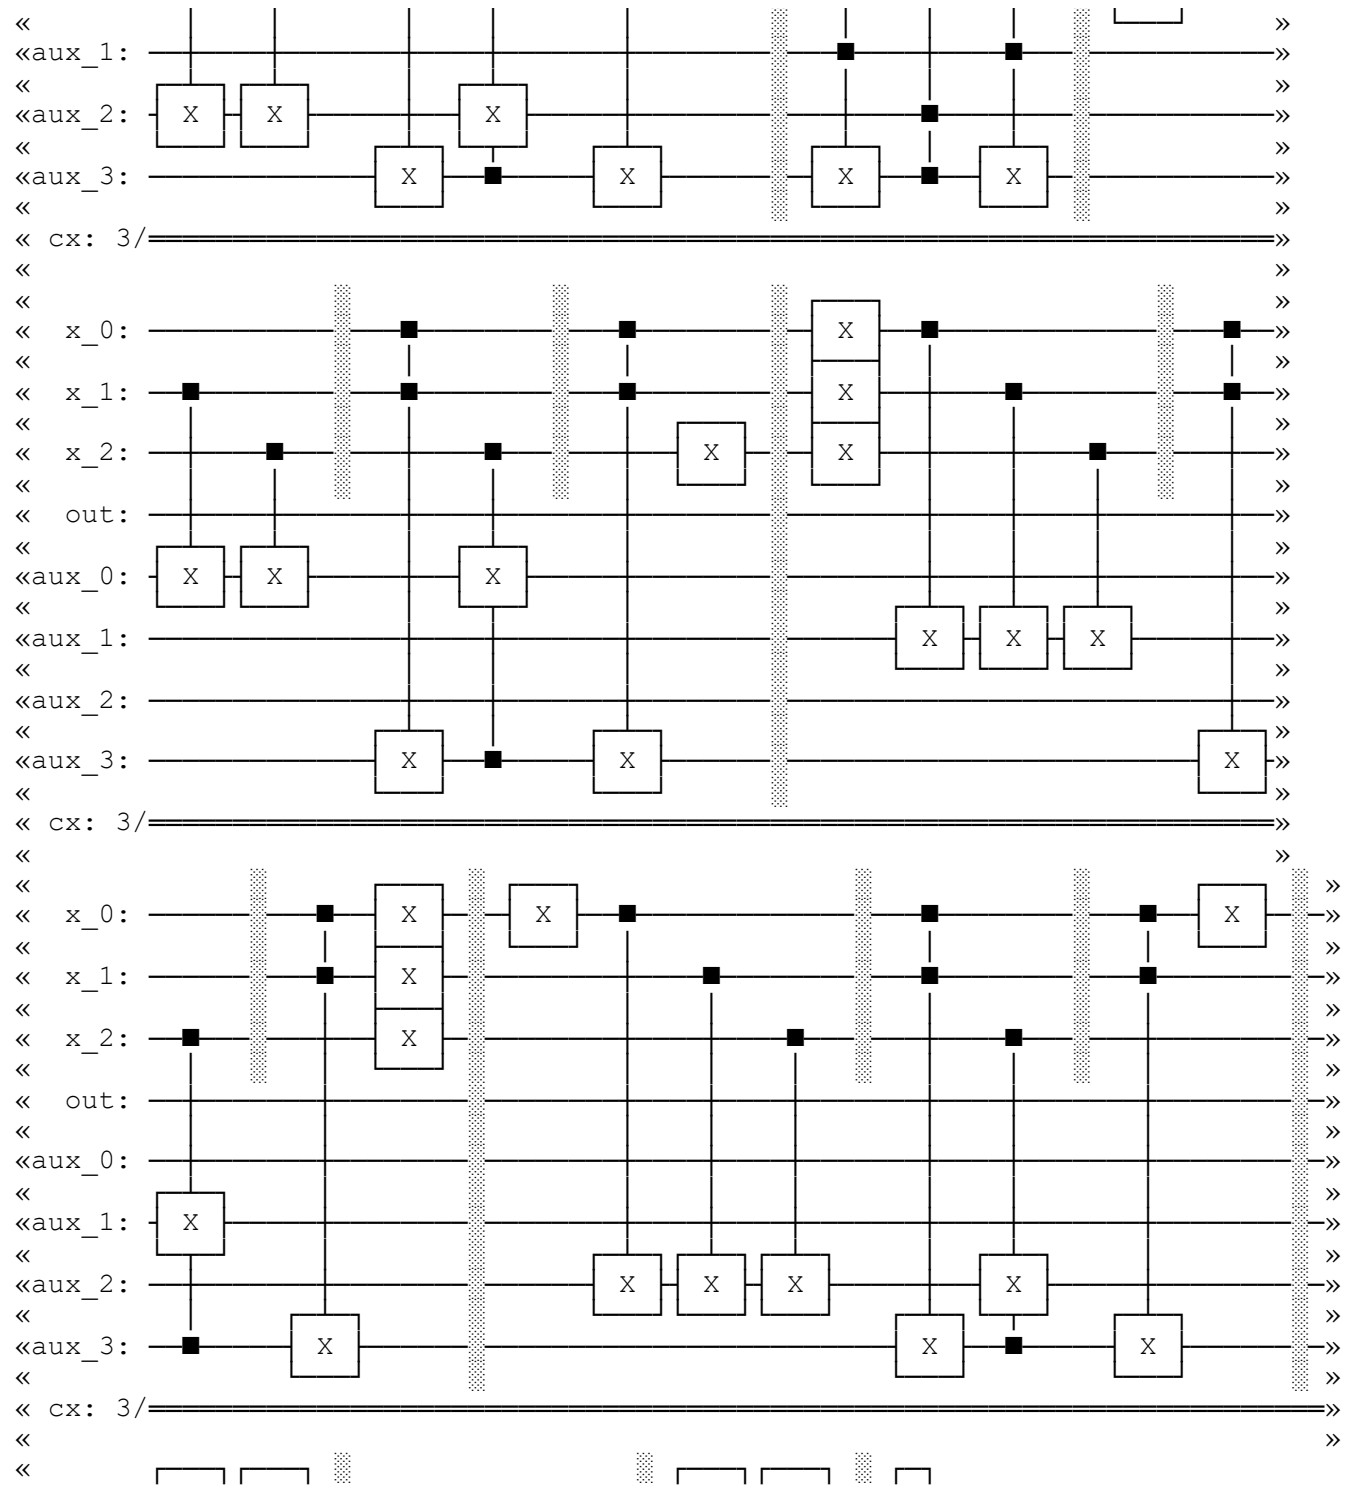 « »
«aux_1: »
« »
«aux_2: X X X »
« »
«aux_3: X X X X »
« »
« cx: 3/ »
« »
« »
« x_0: X »
« »
« x_1: X »
« »
« x_2: X X »
« »
« out: »
« »
«aux_0: X X X »
« »
«aux_1: X X X »
« »
«aux_2: »
« »
«aux_3: X X X »
« »
« cx: 3/ »
« »
« »
« x_0: X X X »
« »
« x_1: X »
« »
« x_2: X »
« »
« out: »
« »
«aux_0: »
« »
«aux_1: X »
« »
«aux_2: X X X X »
« »
«aux_3: X X X »
« »
« cx: 3/ »
« »
«